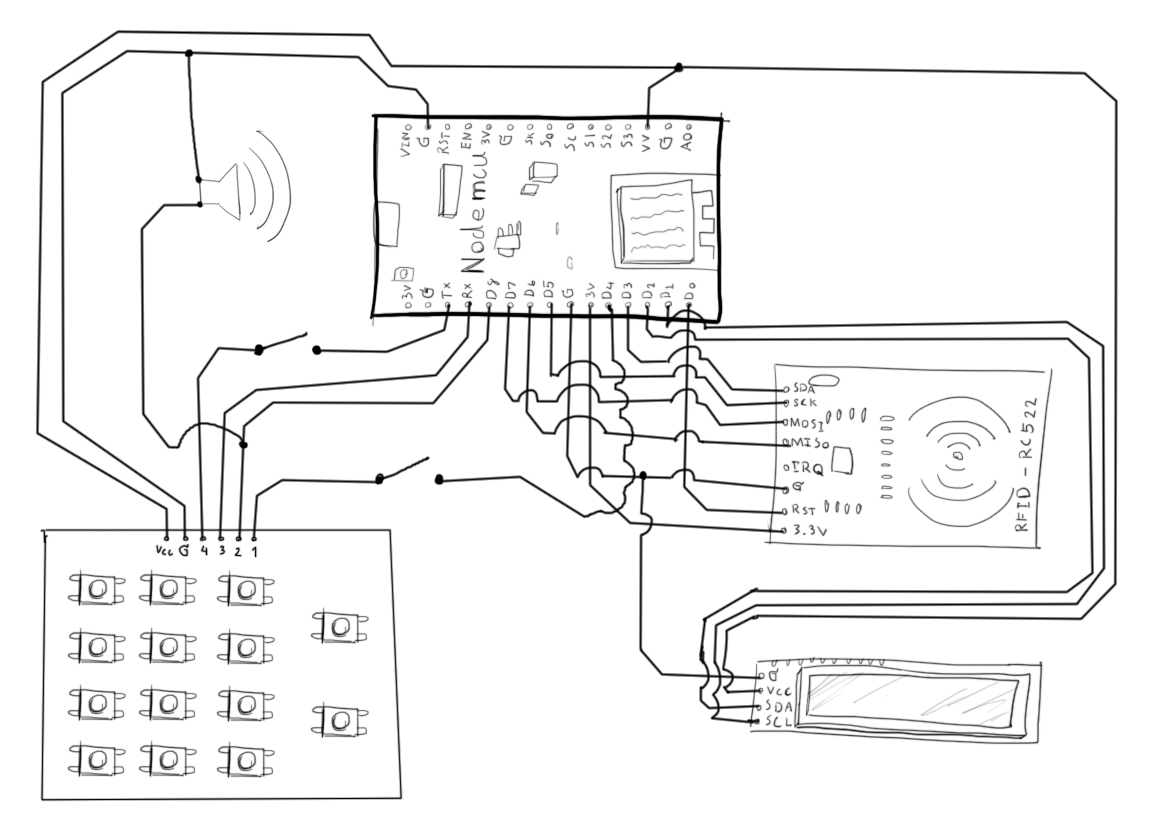 VIN
G
RST
EN
3V
G
SK
SO
SC
S1
S2
S3
VV
G
A0
Nodemcu
3V
G
Tx
Rx
D8
D7
D6
D5
G
3V
D4
D3
D2
D1
D0
SDA
SCK
MOSI
MISO
IRQ
G
RST
3.3V
RFID-RC522
Vcc G 4 3 2 1
G
Vcc
SDA
SCL